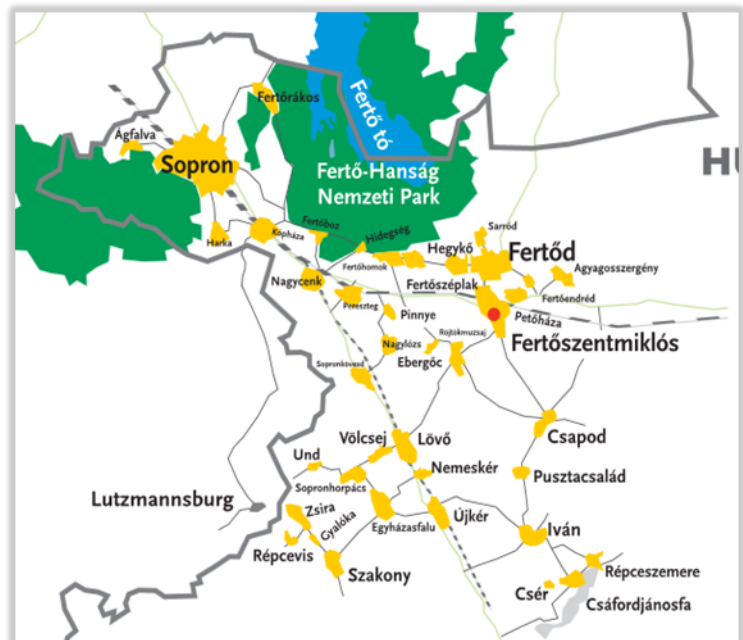 Fertőrákos
Fertő tó
Ágfalva
Sopron
Fertő-Hanság
Nemzeti Park
HU
Sarród
Fertőboz
Kópháza
Hidegség
Harka
Hegykő
Fertőd
Fertőhomok
Agyagosszergény
Nagycenk
Fertőszéplak
Fertőendréd
Pereszteg
Pinnye
Petőháza
Rojtokmuzsaj
Fertőszentmiklós
Nagylózs
Ebergőc
Sopronkövesd
Csapod
Völcsej
Lövő
Und
Nemeskér
Pusztacsalád
Sopronhorpács
Lutzmannsburg
Zsira
Gyalóka
Egyházasfalu
Újkér
Iván
Répcevis
Szakony
Répceszemere
Csér
Csáfordjánosfa